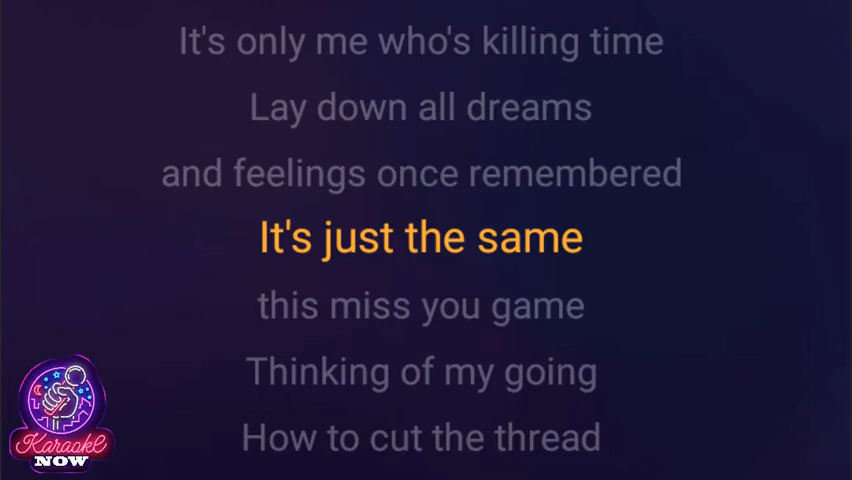 It's only me who's killing time
Lay down all dreams
and feelings once remembered
It's just the same
this miss you game
Thinking of my going
How to cut the thread
Karaoke
NOW